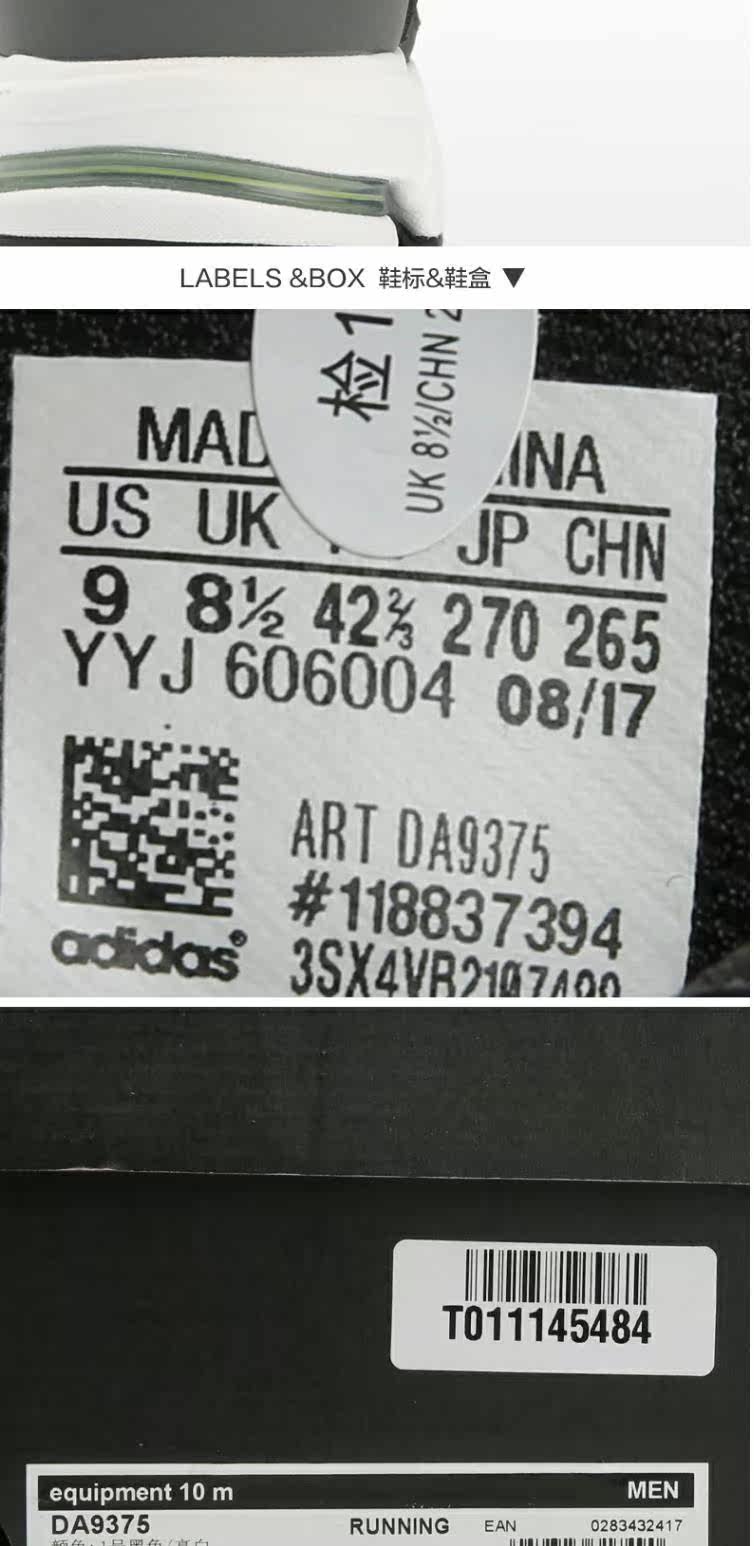 LABELS &BOX 鞋标&鞋盒 ▼
检 1
UK 8½/CHN 2
MAD INA
US UK JP CHN
9 8½ 42⅔ 270 265
YYJ 606004 08/17
ART DA9375
#118837394
adidas®
T011145484
equipment 10 m MEN
DA9375 RUNNING EAN 0283432417